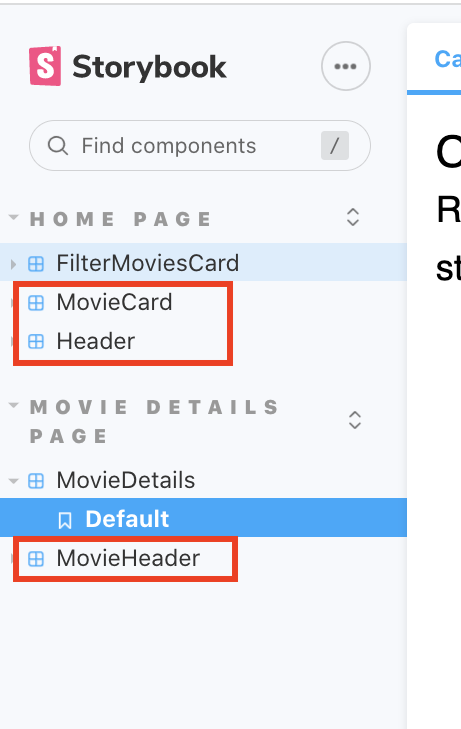 Storybook
Find components /
HOME PAGE
FilterMoviesCard
MovieCard
Header
MOVIE DETAILS
PAGE
MovieDetails
Default
MovieHeader
Ca
C
R
st